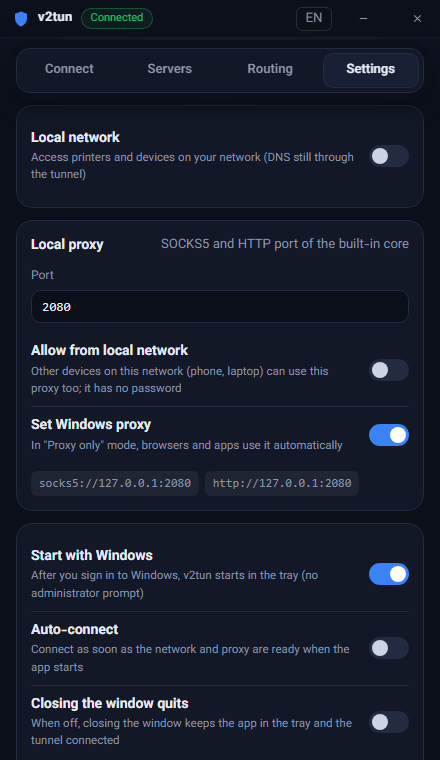 v2tun Connected EN
Connect Servers Routing Settings
Local network
Access printers and devices on your network (DNS still through
the tunnel)
Local proxy SOCKS5 and HTTP port of the built-in core
Port
2080
Allow from local network
Other devices on this network (phone, laptop) can use this
proxy too; it has no password
Set Windows proxy
In "Proxy only" mode, browsers and apps use it automatically
socks5://127.0.0.1:2080 http://127.0.0.1:2080
Start with Windows
After you sign in to Windows, v2tun starts in the tray (no
administrator prompt)
Auto-connect
Connect as soon as the network and proxy are ready when the
app starts
Closing the window quits
When off, closing the window keeps the app in the tray and the
tunnel connected